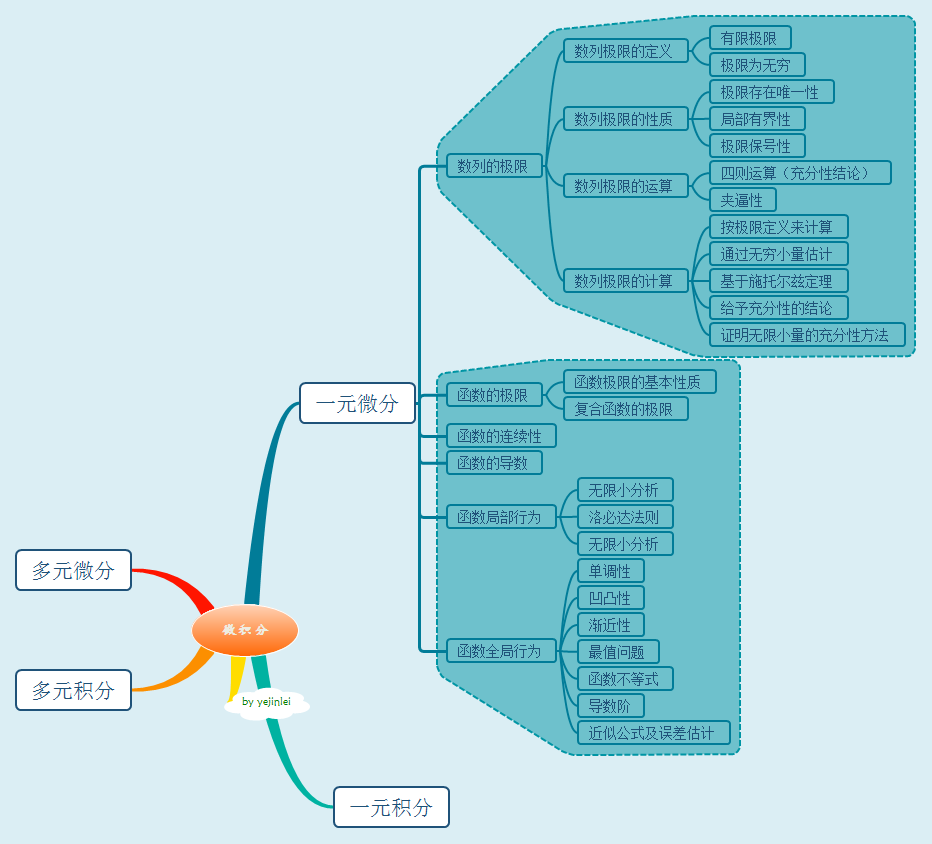 微积分
by yejinlei
一元微分
数列的极限
数列极限的定义
有限极限
极限为无穷
数列极限的性质
极限存在唯一性
局部有界性
极限保号性
数列极限的运算
四则运算（充分性结论）
夹逼性
数列极限的计算
按极限定义来计算
通过无穷小量估计
基于施托尔兹定理
给予充分性的结论
证明无限小量的充分性方法
函数的极限
函数极限的基本性质
复合函数的极限
函数的连续性
函数的导数
函数局部行为
无限小分析
洛必达法则
无限小分析
函数全局行为
单调性
凹凸性
渐近性
最值问题
函数不等式
导数阶
近似公式及误差估计
一元积分
多元微分
多元积分